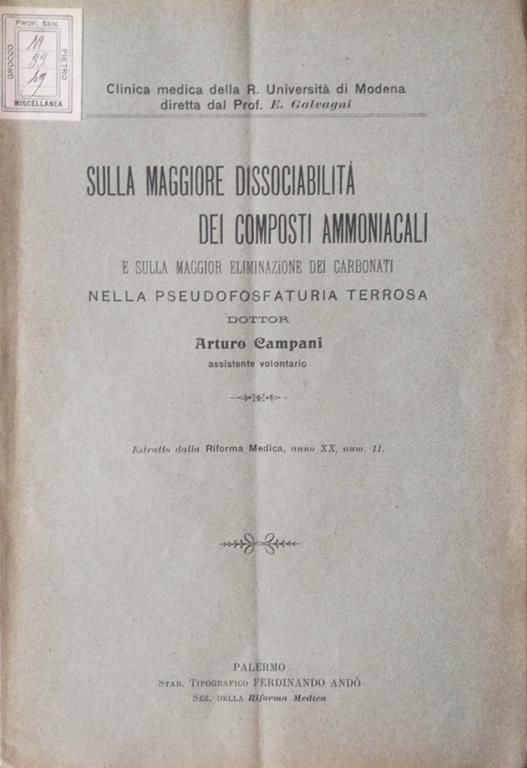 PROF. SEN.
GROCCO
PIETRO
MISCELLANEA
Clinica medica della R. Università di Modena
diretta dal Prof. E. Galvagni
SULLA MAGGIORE DISSOCIABILITÀ
DEI COMPOSTI AMMONIACALI
E SULLA MAGGIOR ELIMINAZIONE DEI CARBONATI
NELLA PSEUDOFOSFATURIA TERROSA
DOTTOR
Arturo Campani
assistente volontario
Estratto dalla Riforma Medica, anno XX, num. 11.
PALERMO
STAB. TIPOGRAFICO FERDINANDO ANDÒ
SEZ. DELLA Riforma Medica